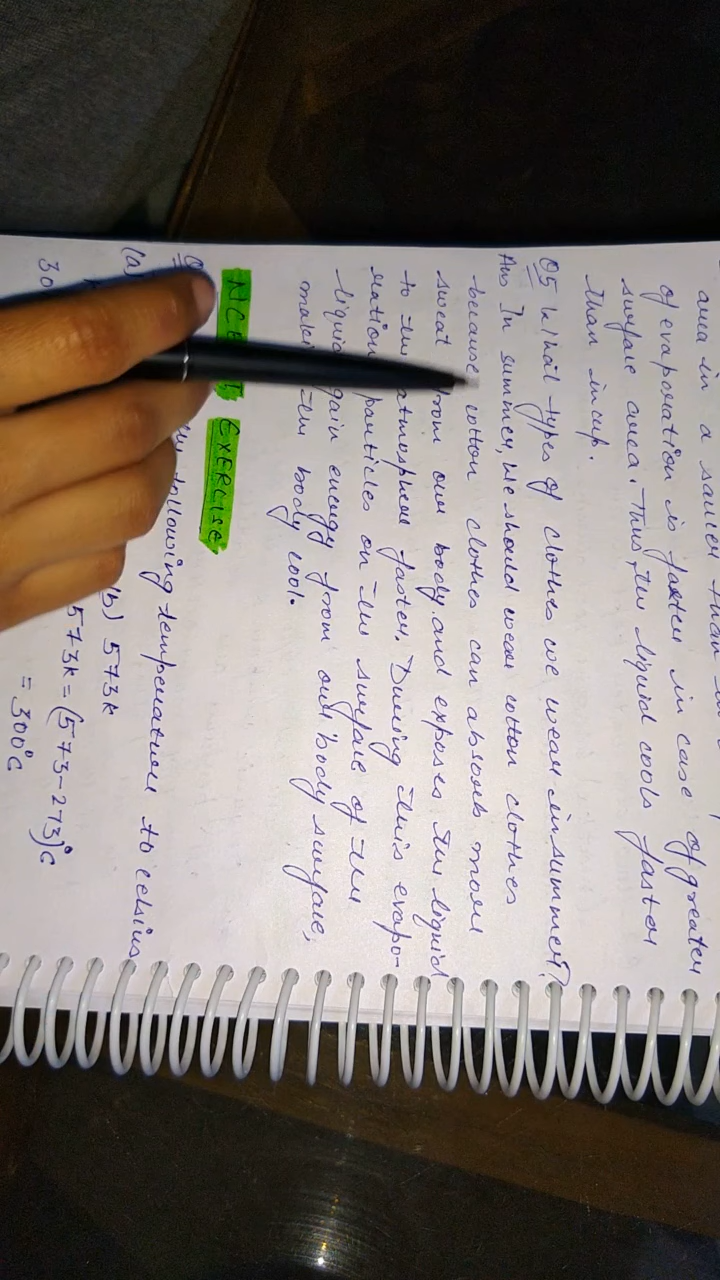 area in a saucer than
of evaporation is faster in case of greater
surface area. Thus, the liquid cools faster
than in cup.
Q5 What types of clothes we wear in summer?
Ans In summer, we should wear cotton clothes
because cotton clothes can absorb more
sweat from our body and exposes the liquid
to the atmosphere faster. During this evapo-
ration, particles on the surface of the
liquid gain energy from our body surface,
making the body cool.
NCERT EXERCISE
following temperature to celsius
(a) (b) 573K
30 573K = (573-273)°C
= 300°C